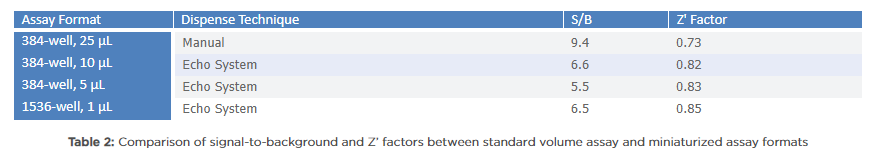 Assay Format Dispense Technique S/B Z' Factor
384-well, 25 µL Manual 9.4 0.73
384-well, 10 µL Echo System 6.6 0.82
384-well, 5 µL Echo System 5.5 0.83
1536-well, 1 µL Echo System 6.5 0.85
Table 2: Comparison of signal-to-background and Z' factors between standard volume assay and miniaturized assay formats